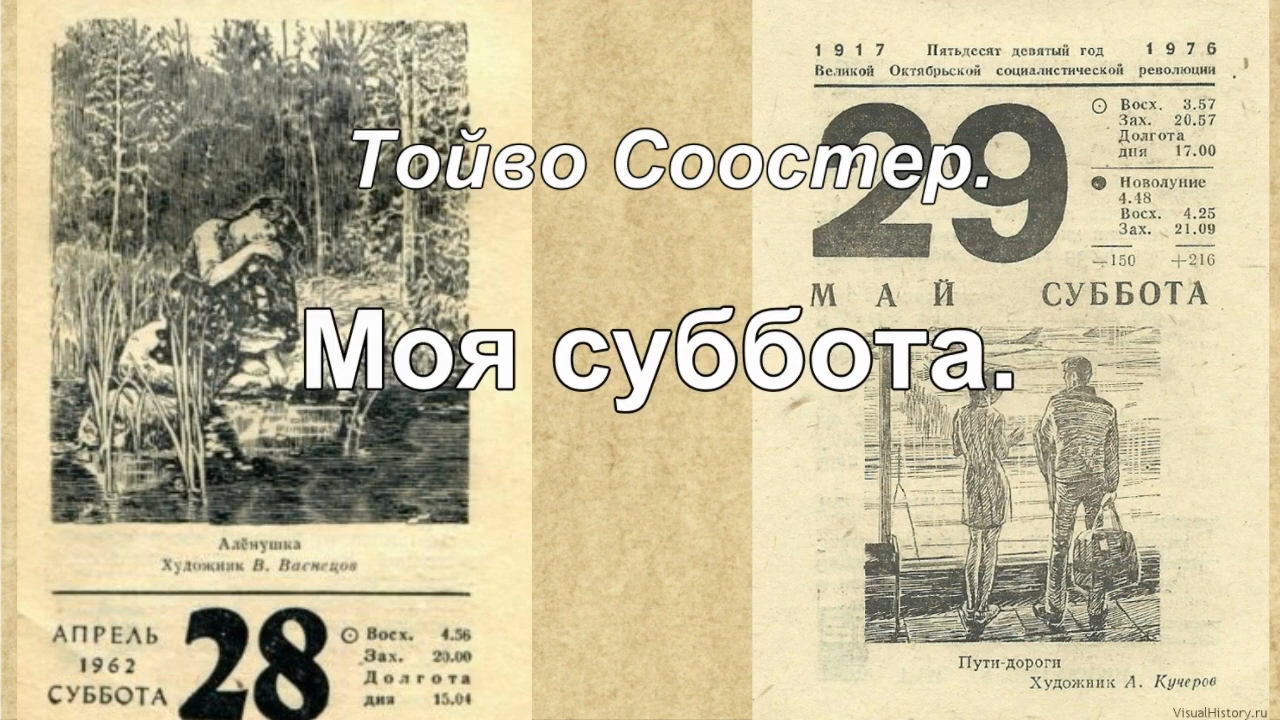 Тойво Соостер.
Моя суббота.
Алёнушка
Художник В. Васнецов
АПРЕЛЬ
1962
СУББОТА
28
Восх. 4.56
Зах. 20.00
Долгота
дня 15.04
1917 Пятьдесят девятый год 1976
Великой Октябрьской социалистической революции
29
Восх. 3.57
Зах. 20.57
Долгота
дня 17.00
Новолуние
4.48
Восх. 4.25
Зах. 21.09
—150 +216
МАЙ СУББОТА
Пути-дороги
Художник А. Кучеров
VisualHistory.ru